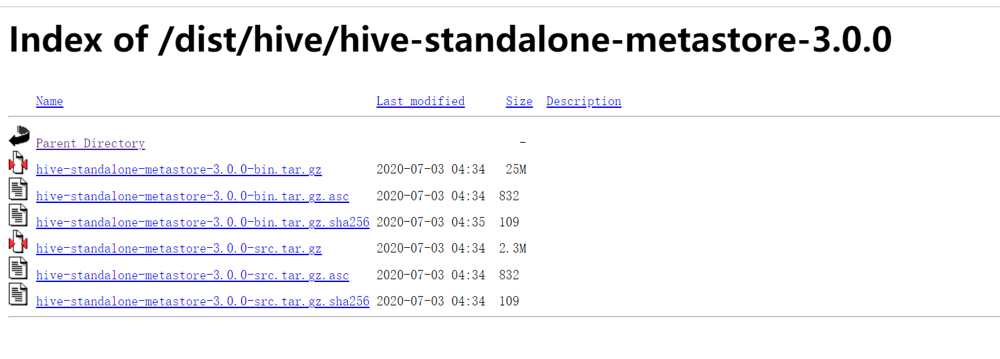 Index of /dist/hive/hive-standalone-metastore-3.0.0
Name Last modified Size Description
Parent Directory -
hive-standalone-metastore-3.0.0-bin.tar.gz 2020-07-03 04:34 25M
hive-standalone-metastore-3.0.0-bin.tar.gz.asc 2020-07-03 04:34 832
hive-standalone-metastore-3.0.0-bin.tar.gz.sha256 2020-07-03 04:35 109
hive-standalone-metastore-3.0.0-src.tar.gz 2020-07-03 04:34 2.3M
hive-standalone-metastore-3.0.0-src.tar.gz.asc 2020-07-03 04:34 832
hive-standalone-metastore-3.0.0-src.tar.gz.sha256 2020-07-03 04:34 109